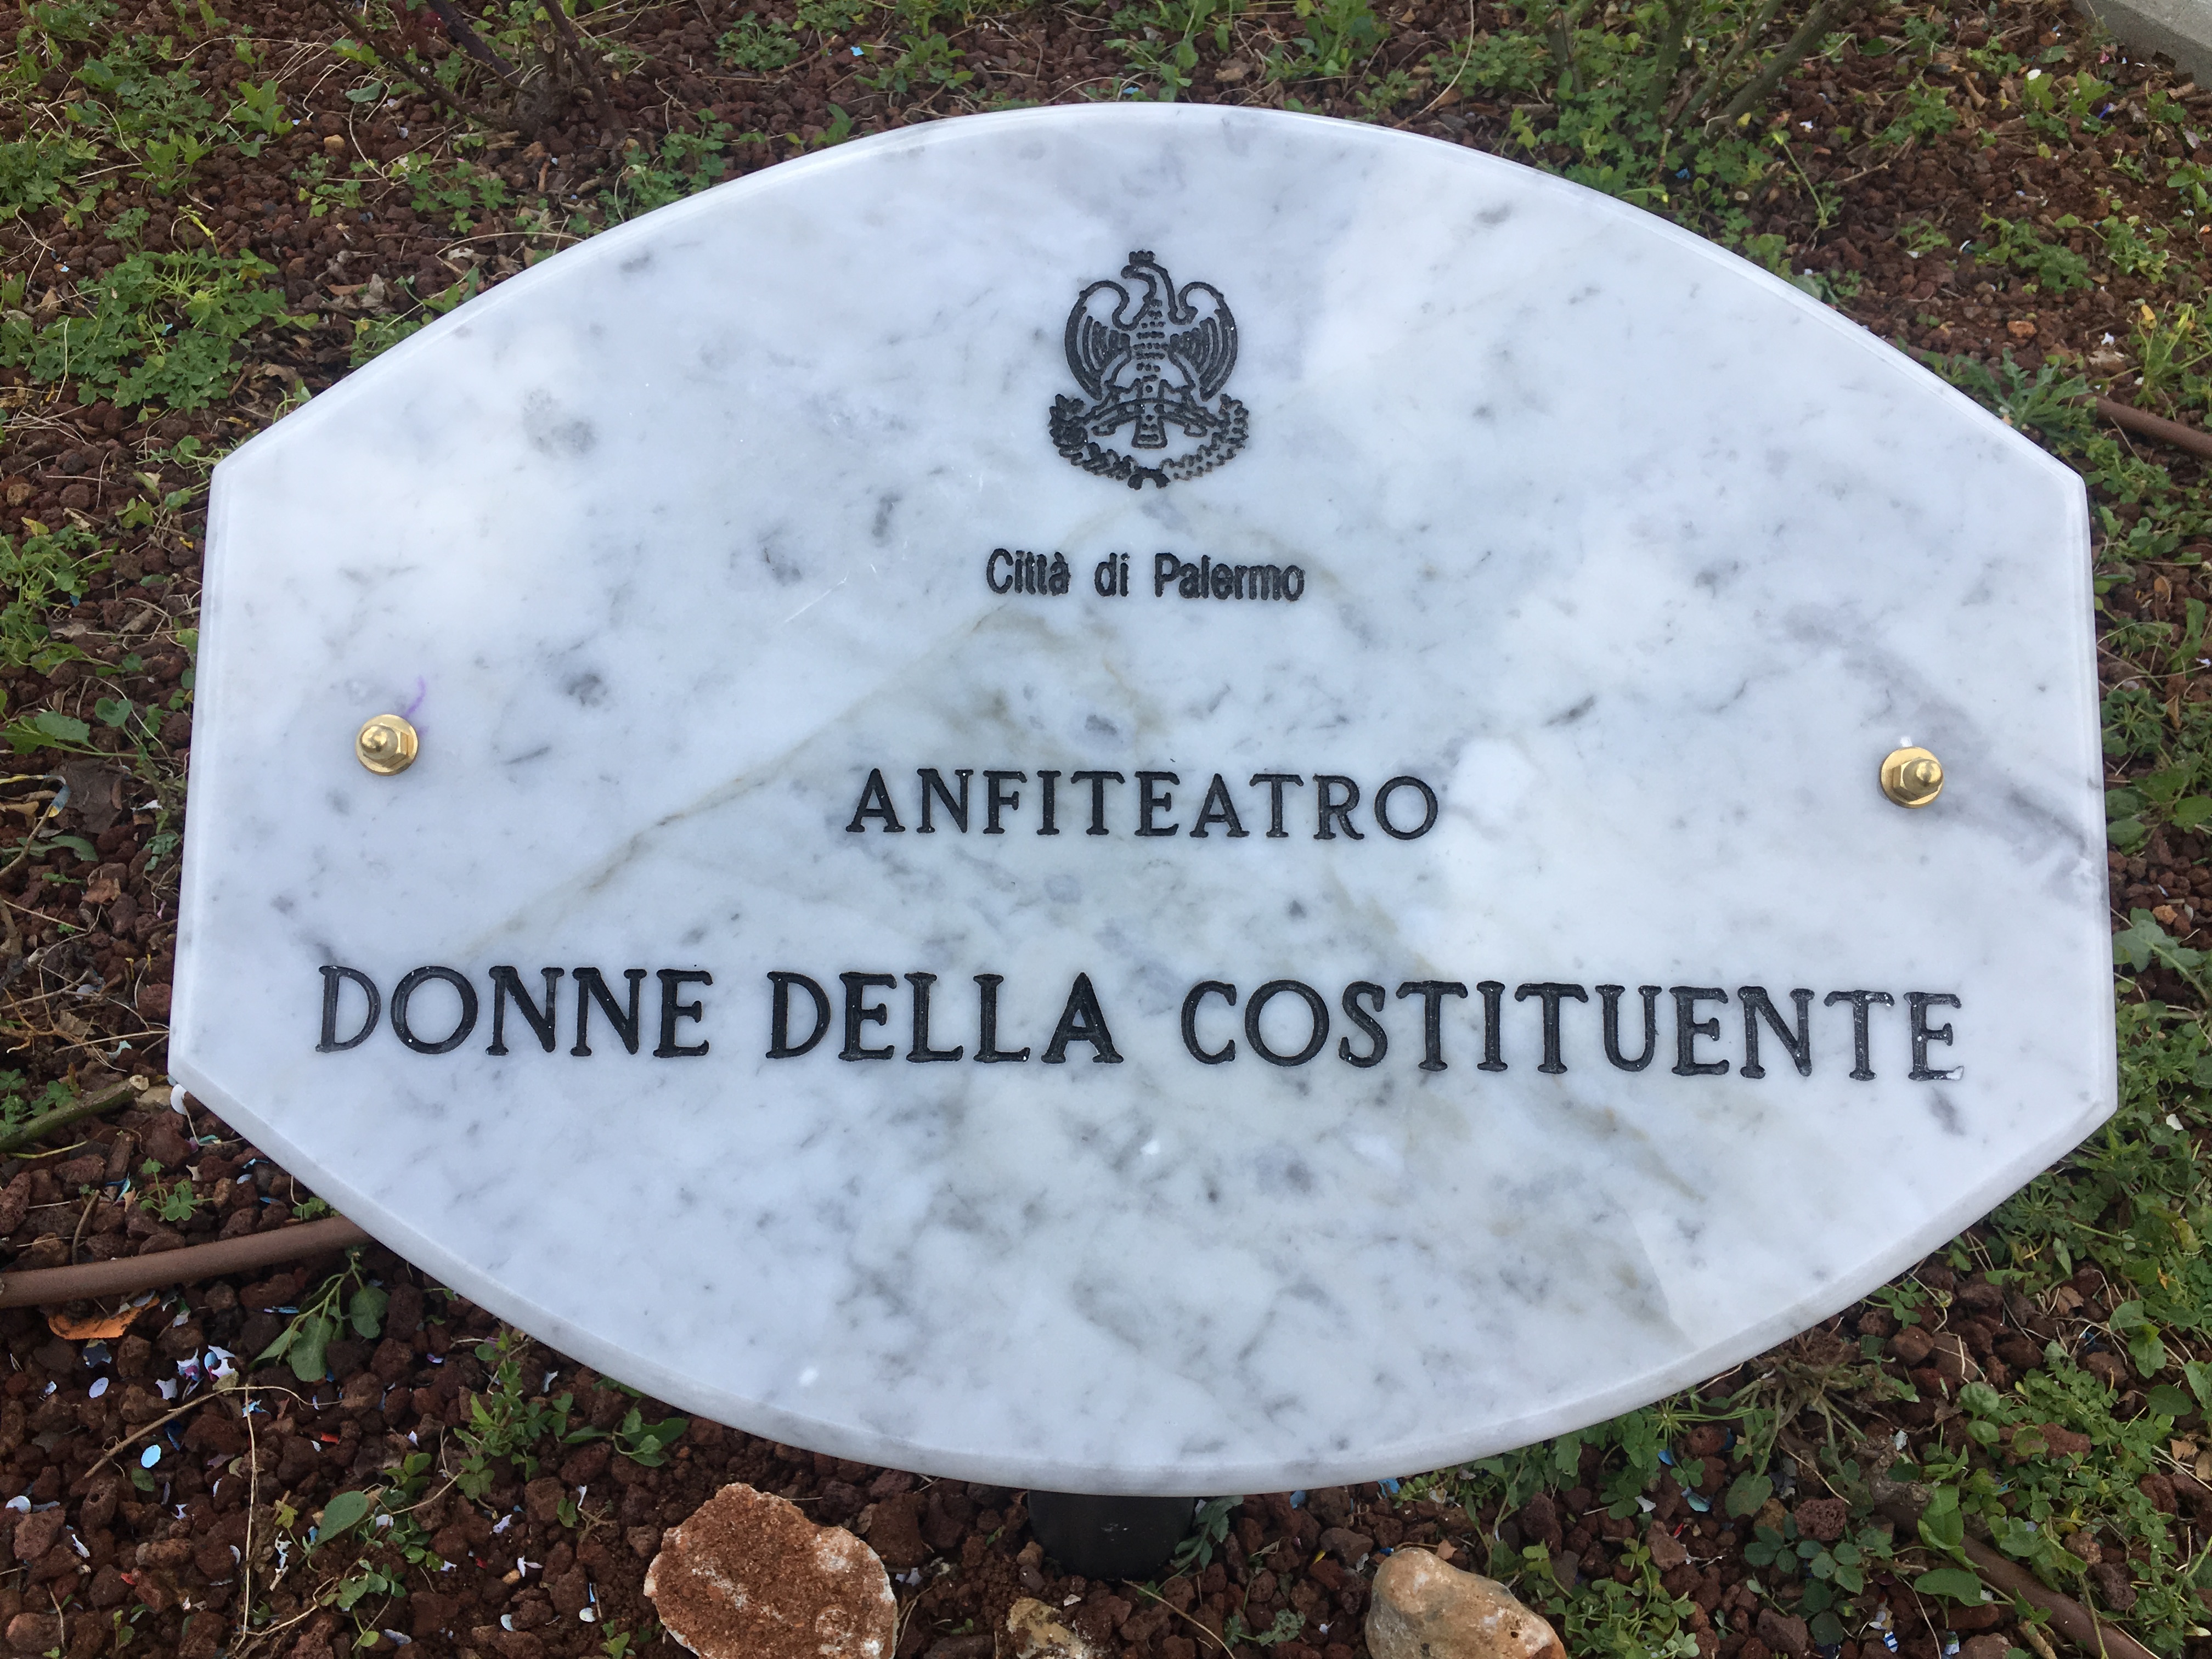 Città di Palermo
ANFITEATRO
DONNE DELLA COSTITUENTE